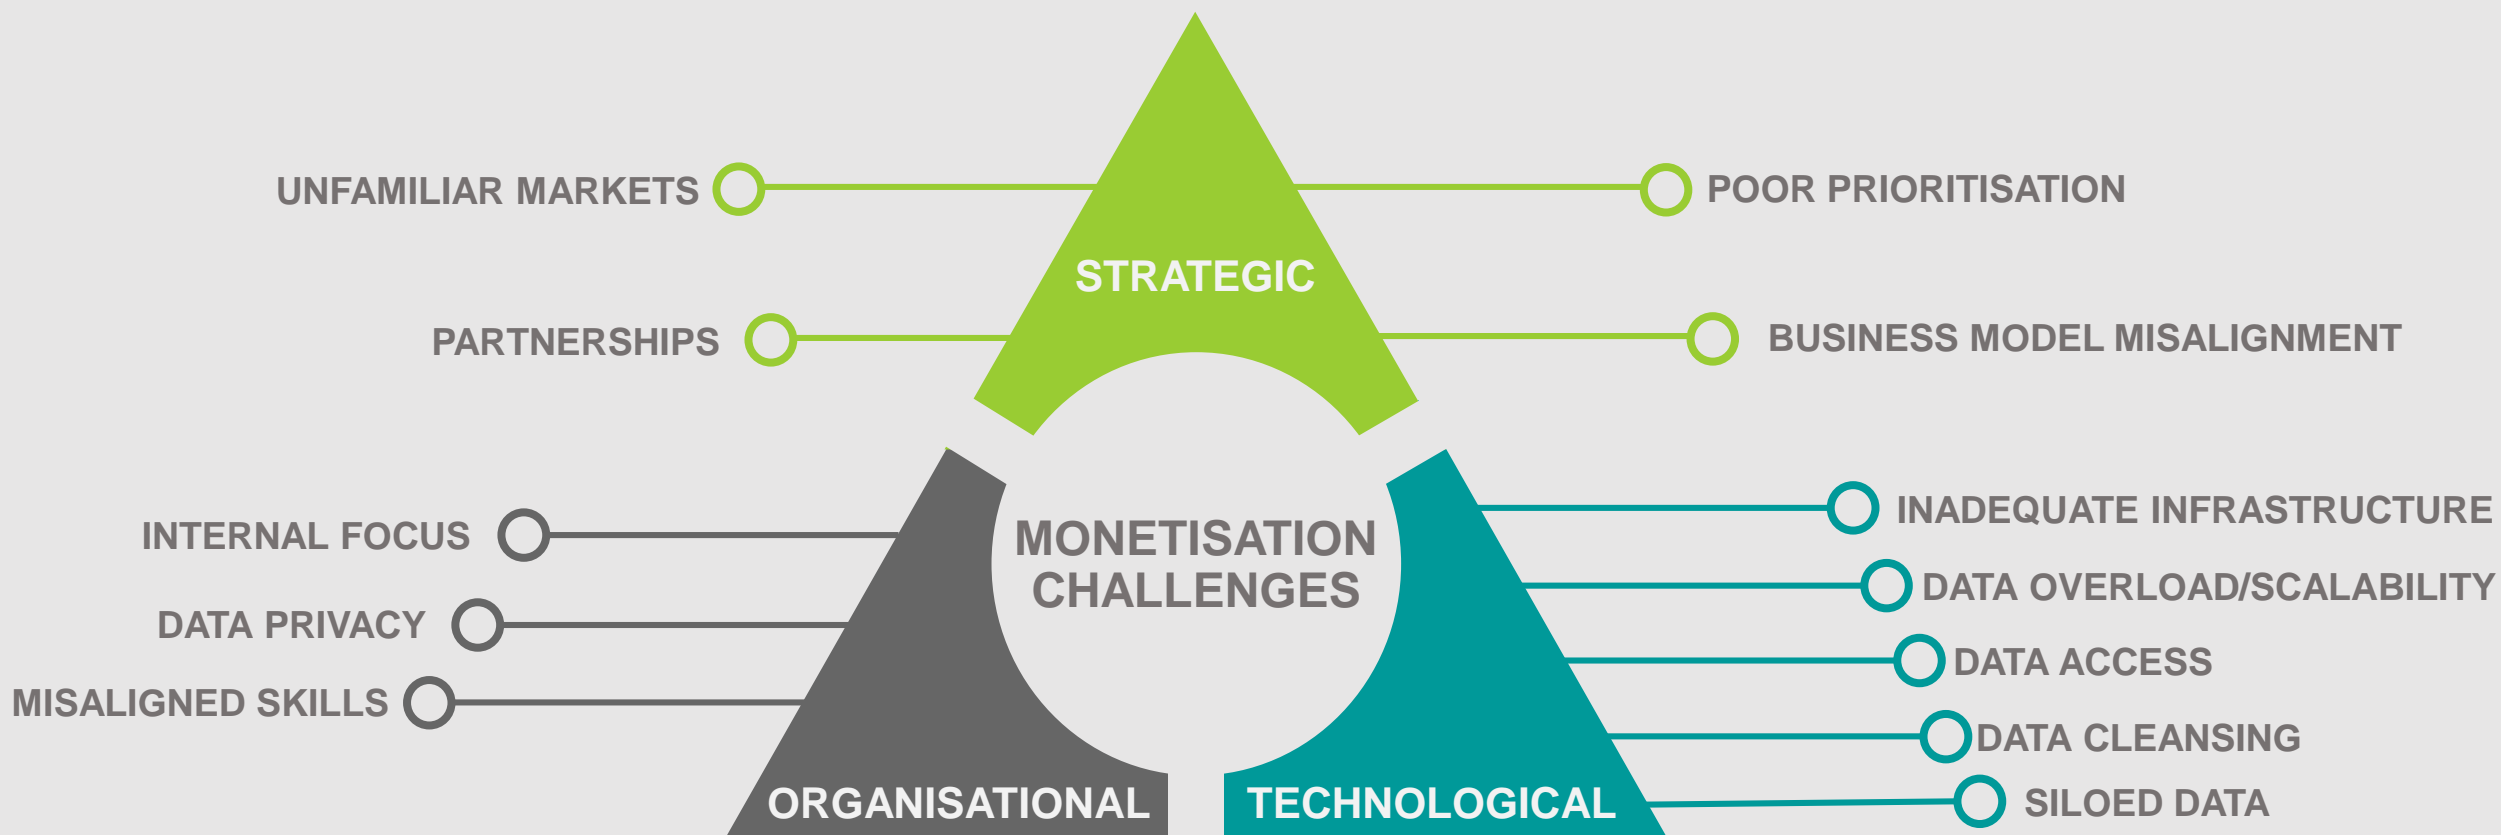 UNFAMILIAR MARKETS
POOR PRIORITISATION
STRATEGIC
PARTNERSHIPS
BUSINESS MODEL MISALIGNMENT
INTERNAL FOCUS
DATA PRIVACY
MISALIGNED SKILLS
MONETISATION
CHALLENGES
INADEQUATE INFRASTRUCTURE
DATA OVERLOAD/SCALABILITY
DATA ACCESS
DATA CLEANSING
SILOED DATA
ORGANISATIONAL
TECHNOLOGICAL